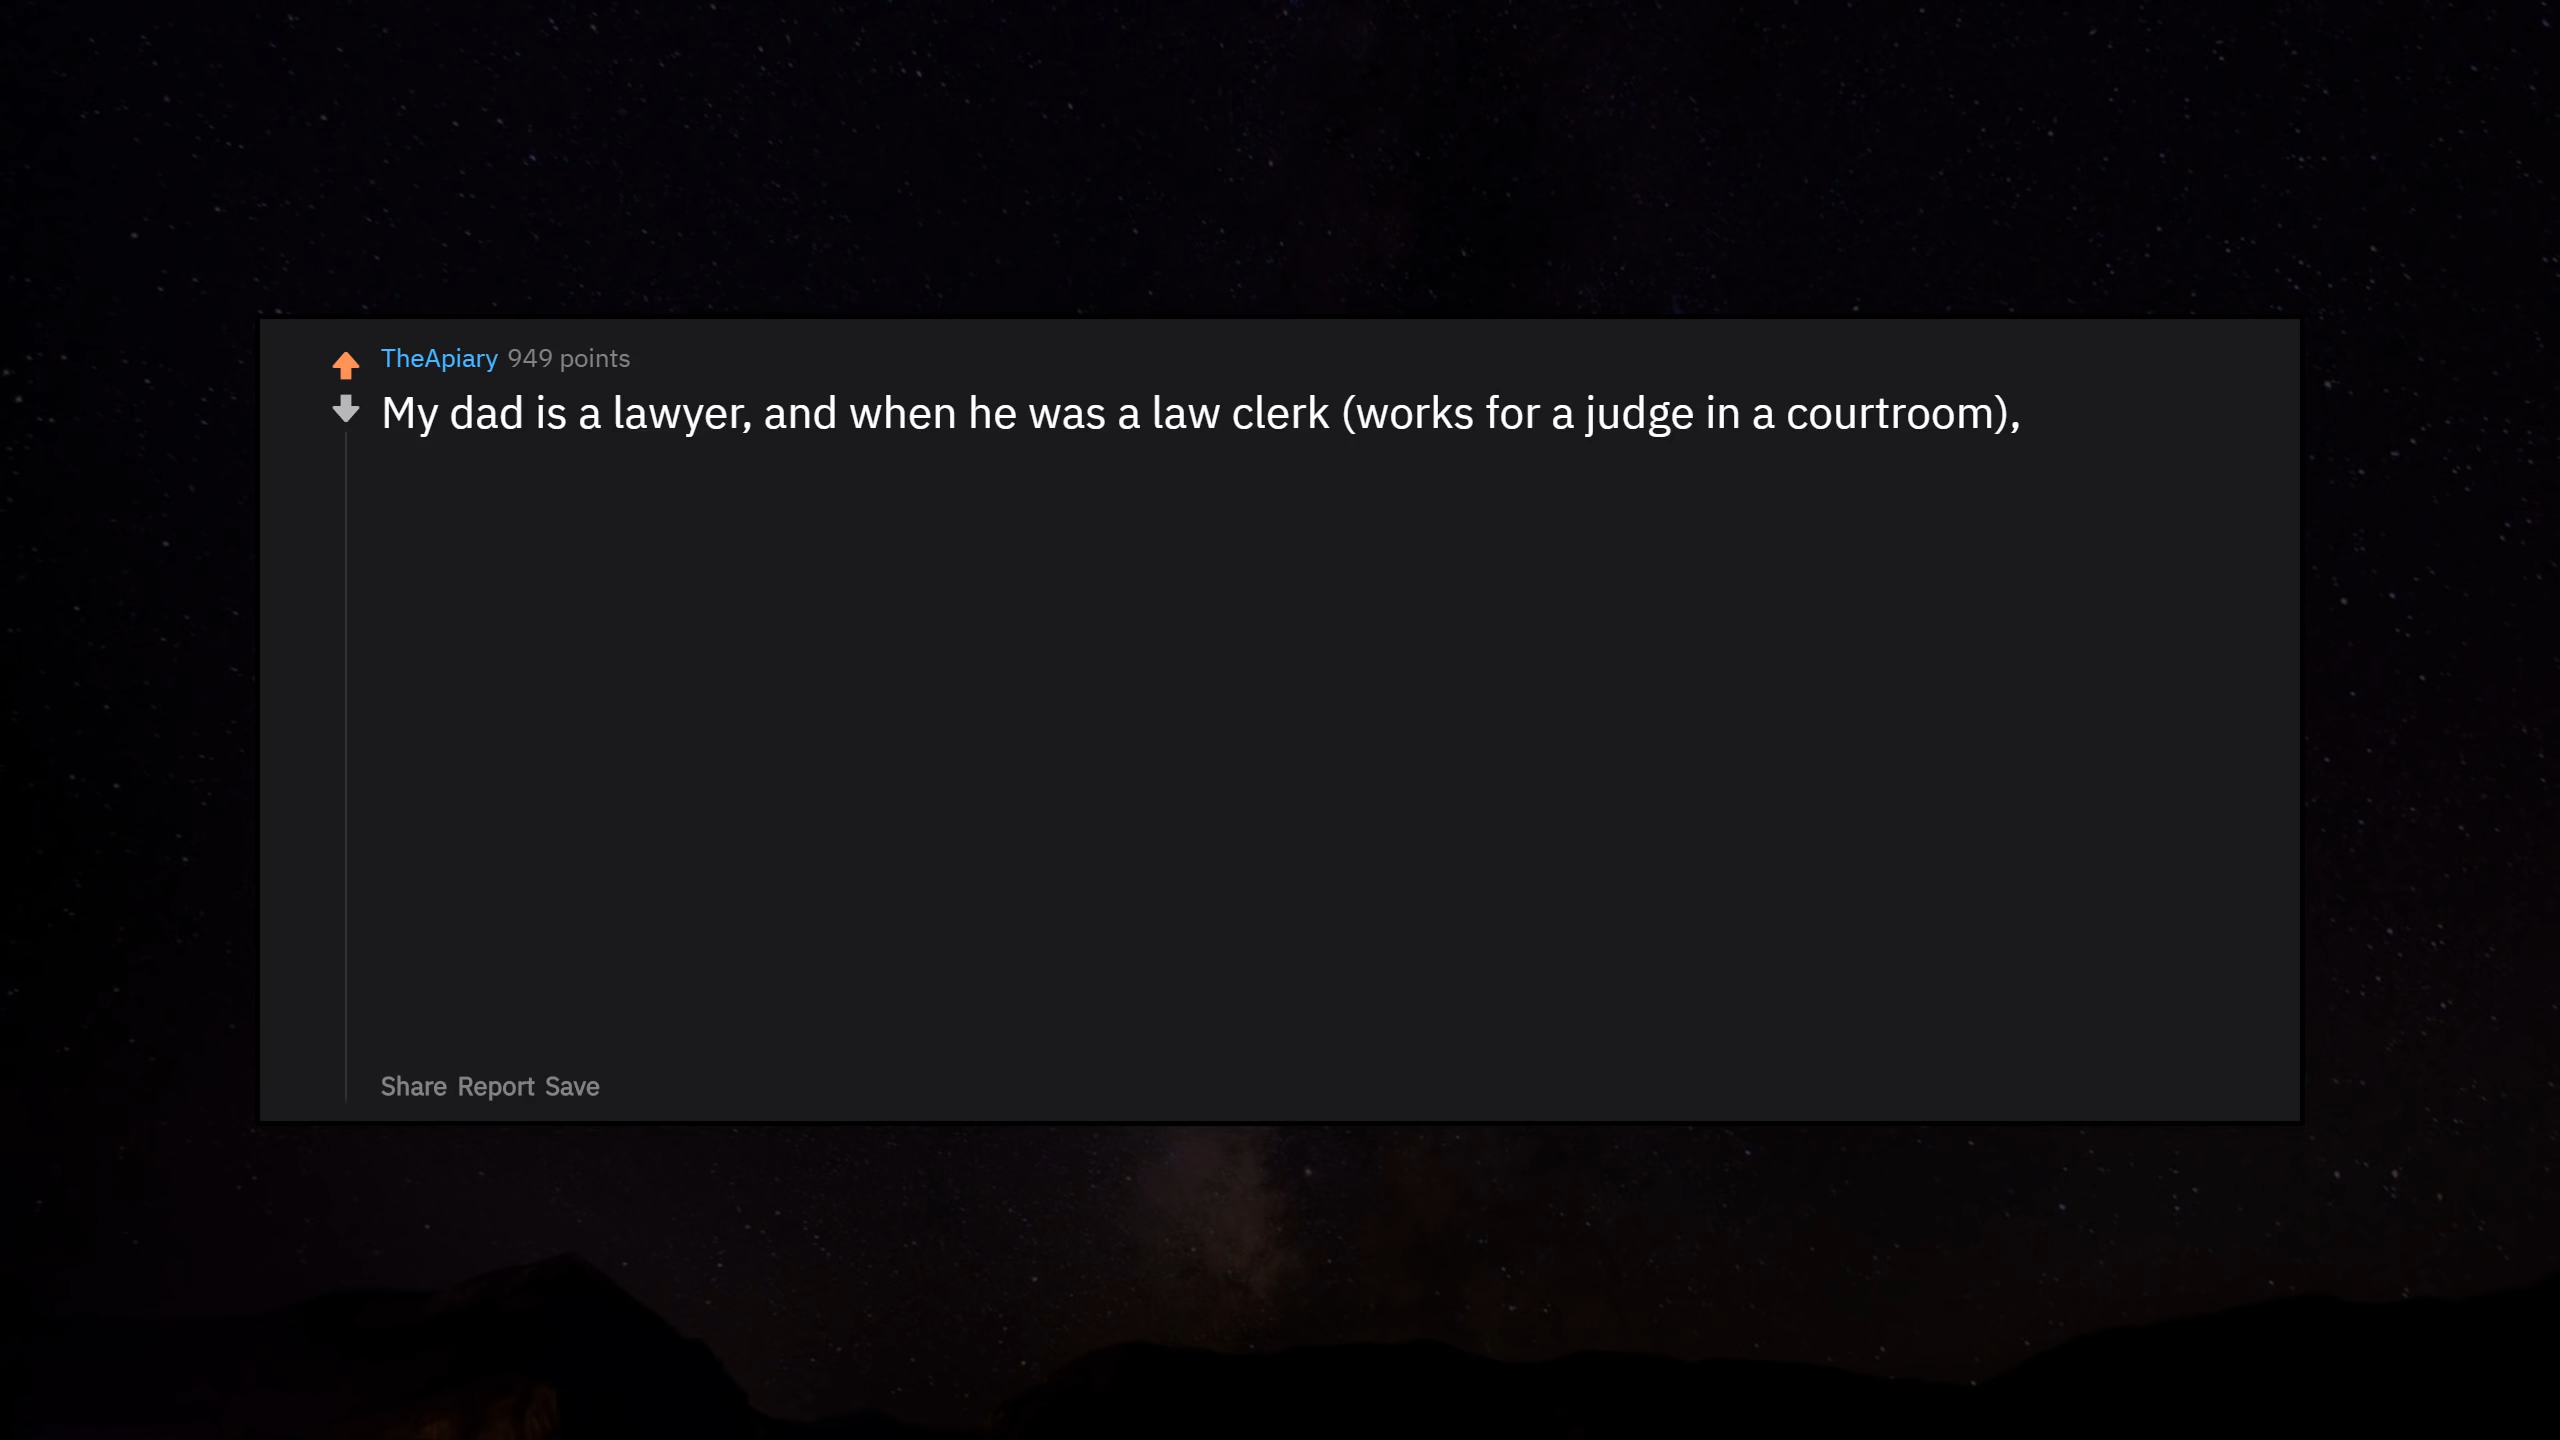 TheApiary 949 points
My dad is a lawyer, and when he was a law clerk (works for a judge in a courtroom),
Share Report Save